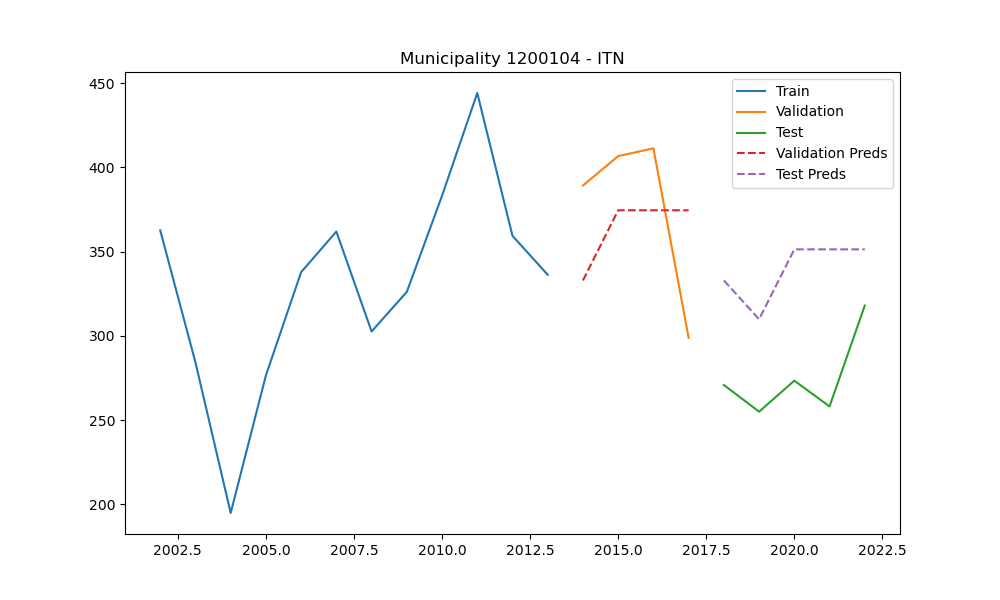 Municipality 1200104 - ITN
450
400
350
300
250
200
2002.5 2005.0 2007.5 2010.0 2012.5 2015.0 2017.5 2020.0 2022.5
Train
Validation
Test
Validation Preds
Test Preds